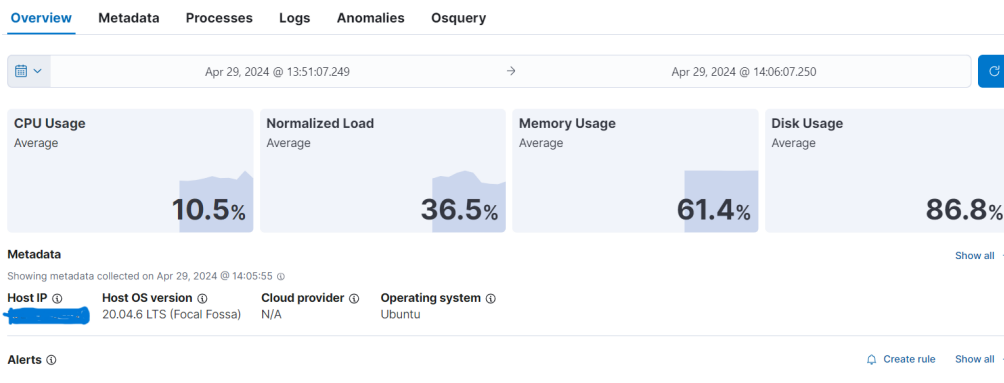 Overview Metadata Processes Logs Anomalies Osquery
Apr 29, 2024 @ 13:51:07.249 → Apr 29, 2024 @ 14:06:07.250
CPU Usage
Average
10.5%
Normalized Load
Average
36.5%
Memory Usage
Average
61.4%
Disk Usage
Average
86.8%
Metadata
Show all
Showing metadata collected on Apr 29, 2024 @ 14:05:55
Host IP Host OS version Cloud provider Operating system
20.04.6 LTS (Focal Fossa) N/A Ubuntu
Alerts
Create rule Show all